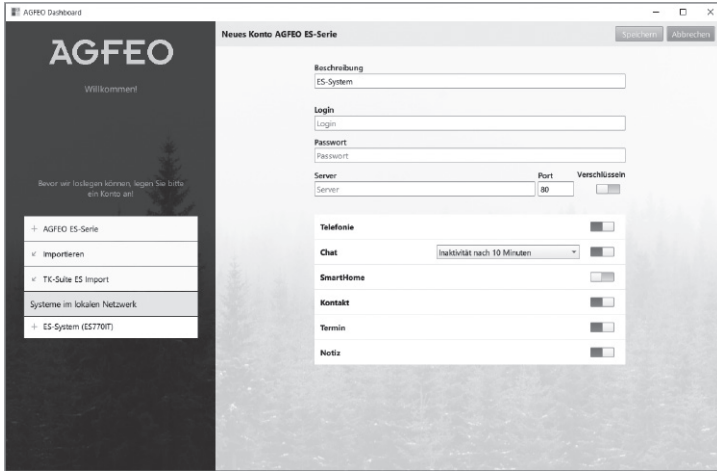 AGFEO Dashboard
AGFEO
Willkommen!
Bevor wir loslegen können, legen Sie bitte
ein Konto an!
+ AGFEO ES-Serie
Importieren
TK-Suite ES Import
Systeme im lokalen Netzwerk
+ ES-System (ES770IT)
Neues Konto AGFEO ES-Serie
Speichern
Abbrechen
Beschreibung
ES-System
Login
Login
Passwort
Passwort
Server Port Verschlüsseln
Server 80
Telefonie
Chat Inaktivität nach 10 Minuten
SmartHome
Kontakt
Termin
Notiz